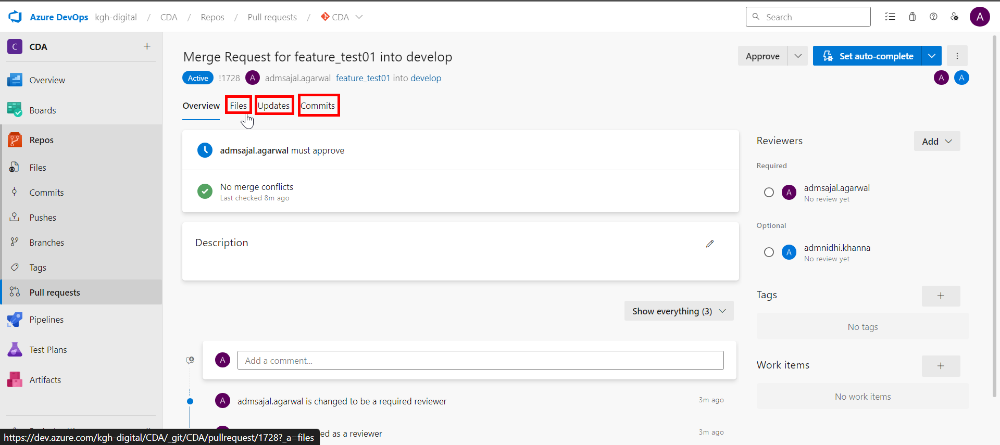 Azure DevOps kgh-digital / CDA / Repos / Pull requests / CDA
Search
A
C CDA
Overview
Boards
Repos
Files
Commits
Pushes
Branches
Tags
Pull requests
Pipelines
Test Plans
Artifacts
Merge Request for feature_test01 into develop
Approve
Set auto-complete
Active !1728 A admsajal.agarwal feature_test01 into develop
A A
Overview Files Updates Commits
admsajal.agarwal must approve
No merge conflicts
Last checked 8m ago
Description
Show everything (3)
A Add a comment...
A admsajal.agarwal is changed to be a required reviewer 3m ago
ed as a reviewer 3m ago
Reviewers
Add
Required
A admsajal.agarwal
No review yet
Optional
A admnidhi.khanna
No review yet
Tags
No tags
Work items
No work items
https://dev.azure.com/kgh-digital/CDA/_git/CDA/pullrequest/1728?_a=files